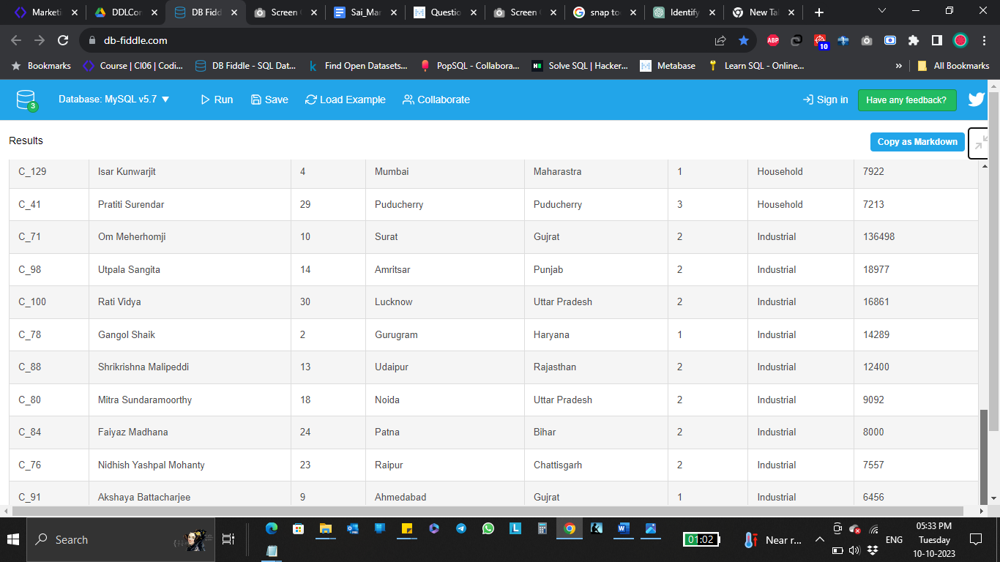 Marketi DDLCor DB Fiddl Screen Sai_Mar Questio Screen snap to Identify New Tab
db-fiddle.com ABP 10
Bookmarks Course | CI06 | Codi... DB Fiddle - SQL Dat... Find Open Datasets... PopSQL - Collabora... Solve SQL | Hacker... Metabase Learn SQL - Online... » All Bookmarks
3 Database: MySQL v5.7 Run Save Load Example Collaborate Sign in Have any feedback?
Results Copy as Markdown
C_129 Isar Kunwarjit 4 Mumbai Maharastra 1 Household 7922
C_41 Pratiti Surendar 29 Puducherry Puducherry 3 Household 7213
C_71 Om Meherhomji 10 Surat Gujrat 2 Industrial 136498
C_98 Utpala Sangita 14 Amritsar Punjab 2 Industrial 18977
C_100 Rati Vidya 30 Lucknow Uttar Pradesh 2 Industrial 16861
C_78 Gangol Shaik 2 Gurugram Haryana 1 Industrial 14289
C_88 Shrikrishna Malipeddi 13 Udaipur Rajasthan 2 Industrial 12400
C_80 Mitra Sundaramoorthy 18 Noida Uttar Pradesh 2 Industrial 9092
C_84 Faiyaz Madhana 24 Patna Bihar 2 Industrial 8000
C_76 Nidhish Yashpal Mohanty 23 Raipur Chattisgarh 2 Industrial 7557
C_91 Akshaya Battacharjee 9 Ahmedabad Gujrat 1 Industrial 6456
Search 01:02 Near r... ENG 05:33 PM
Tuesday
10-10-2023